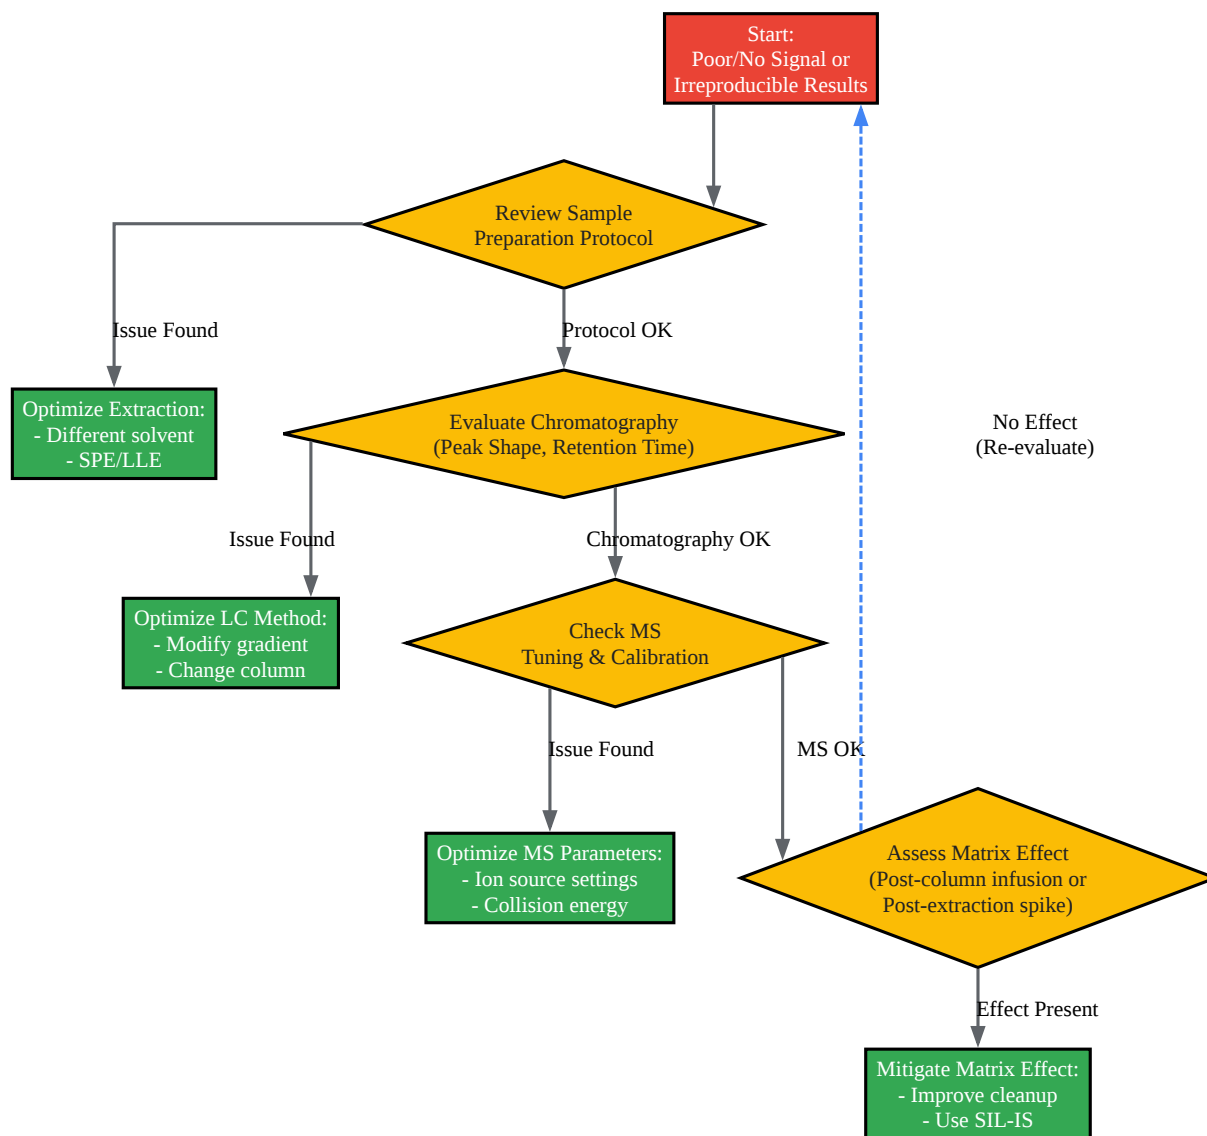 Start:
Poor/No Signal or
Irreproducible Results
Review Sample
Preparation Protocol
Issue Found
Protocol OK
Optimize Extraction:
- Different solvent
- SPE/LLE
Evaluate Chromatography
(Peak Shape, Retention Time)
No Effect
(Re-evaluate)
Issue Found
Chromatography OK
Optimize LC Method:
- Modify gradient
- Change column
Check MS
Tuning & Calibration
Issue Found
MS OK
Optimize MS Parameters:
- Ion source settings
- Collision energy
Assess Matrix Effect
(Post-column infusion or
Post-extraction spike)
Effect Present
Mitigate Matrix Effect:
- Improve cleanup
- Use SIL-IS